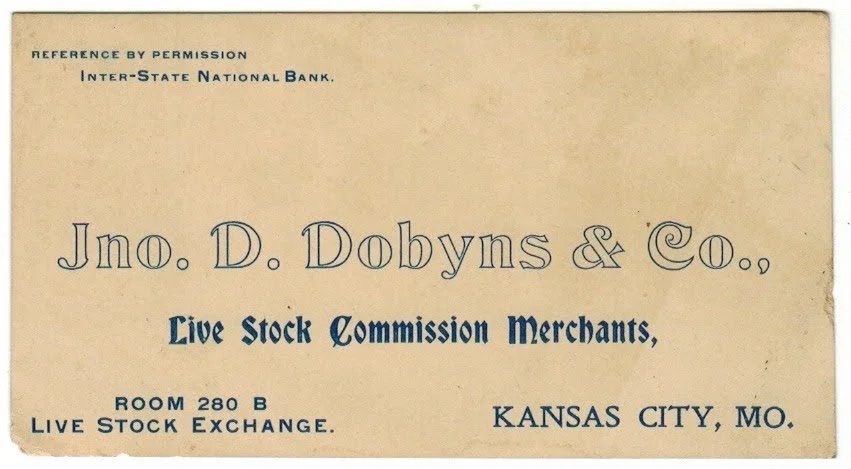 REFERENCE BY PERMISSION
INTER-STATE NATIONAL BANK.
Jno. D. Dobyns & Co.,
Live Stock Commission Merchants,
ROOM 280 B
LIVE STOCK EXCHANGE.
KANSAS CITY, MO.